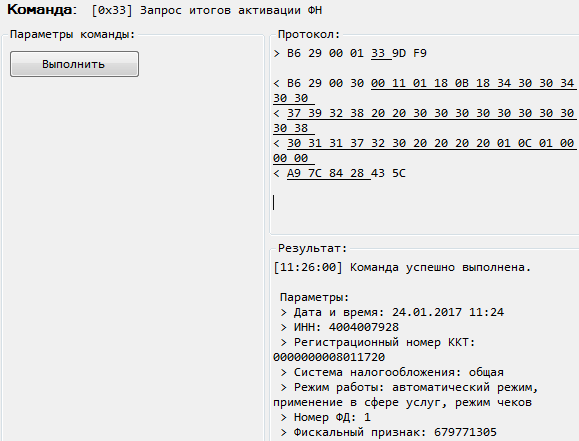 Команда: [0x33] Запрос итогов активации ФН
Параметры команды:
Выполнить
Протокол:
> B6 29 00 01 33 9D F9
< B6 29 00 30 00 11 01 18 0B 18 34 30 30 34
30 30
< 37 39 32 38 20 20 30 30 30 30 30 30 30 30
30 38
< 30 31 31 37 32 30 20 20 20 20 01 0C 01 00
00 00
< A9 7C 84 28 43 5C
Результат:
[11:26:00] Команда успешно выполнена.
Параметры:
> Дата и время: 24.01.2017 11:24
> ИНН: 4004007928
> Регистрационный номер ККТ:
0000000008011720
> Система налогообложения: общая
> Режим работы: автоматический режим,
применение в сфере услуг, режим чеков
> Номер ФД: 1
> Фискальный признак: 679771305